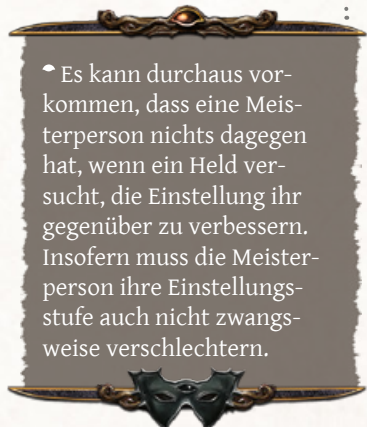 Es kann durchaus vor-
kommen, dass eine Meis-
terperson nichts dagegen
hat, wenn ein Held ver-
sucht, die Einstellung ihr
gegenüber zu verbessern.
Insofern muss die Meister-
person ihre Einstellungs-
stufe auch nicht zwangs-
weise verschlechtern.